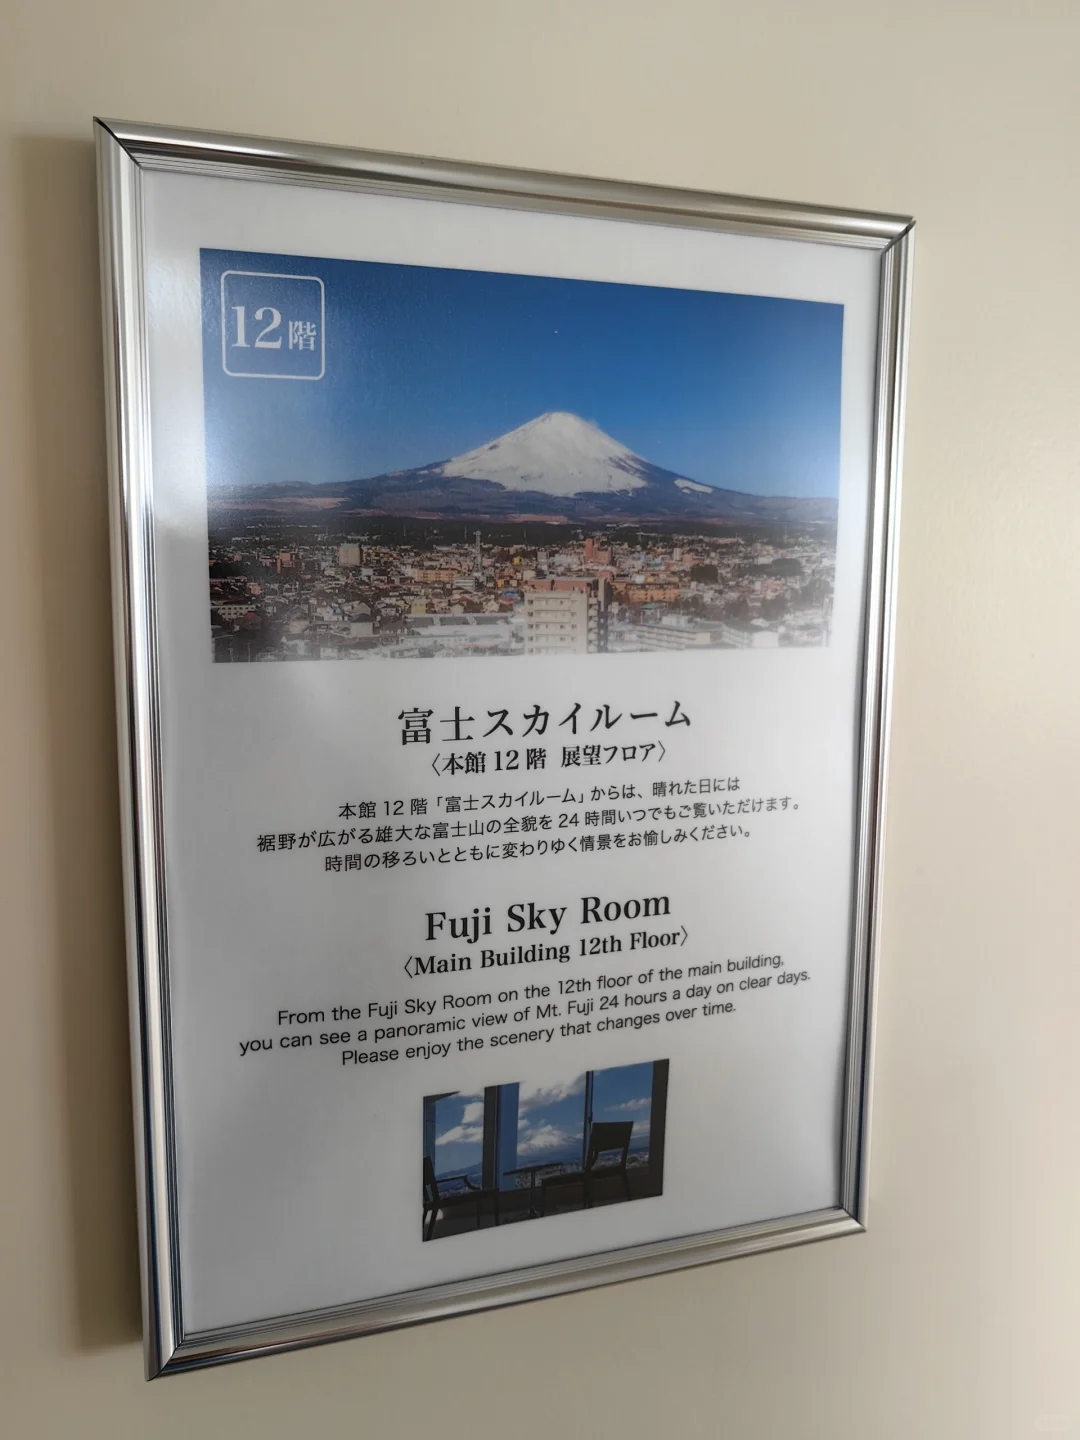 12階
富士スカイルーム
〈本館12階 展望フロア〉
本館12階「富士スカイルーム」からは、晴れた日には
裾野が広がる雄大な富士山の全貌を24時間いつでもご覧いただけます。
時間の移ろいとともに変わりゆく情景をお愉しみください。
Fuji Sky Room
〈Main Building 12th Floor〉
From the Fuji Sky Room on the 12th floor of the main building,
you can see a panoramic view of Mt. Fuji 24 hours a day on clear days.
Please enjoy the scenery that changes over time.